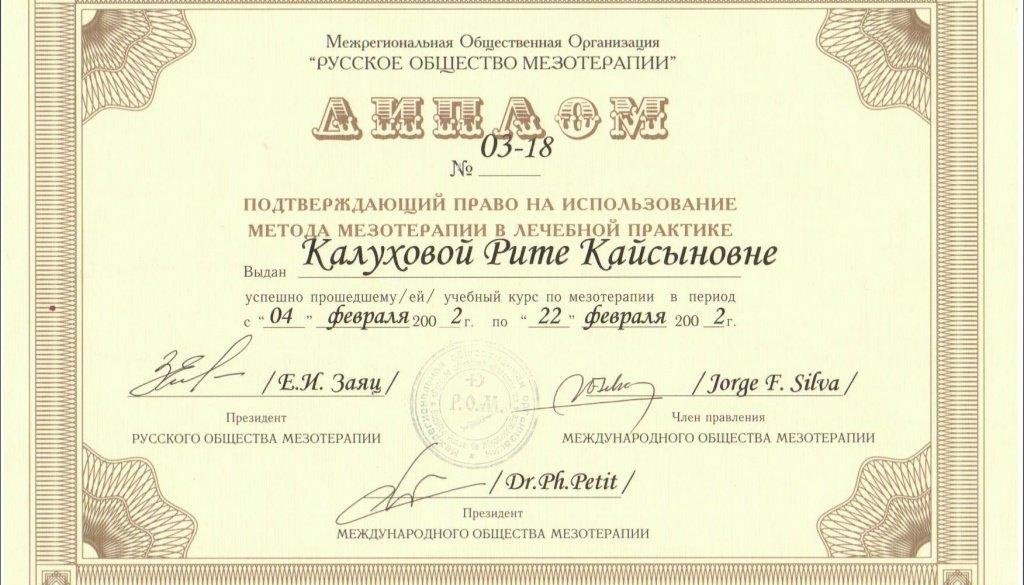 Межрегиональная Общественная Организация
“РУССКОЕ ОБЩЕСТВО МЕЗОТЕРАПИИ”
ДИПЛОМ
№ 03-18
ПОДТВЕРЖДАЮЩИЙ ПРАВО НА ИСПОЛЬЗОВАНИЕ
МЕТОДА МЕЗОТЕРАПИИ В ЛЕЧЕБНОЙ ПРАКТИКЕ
Выдан Калуховой Рите Кайсыновне
успешно прошедшему/ей/ учебный курс по мезотерапии в период
с “04” февраля 2002г. по “22” февраля 2002г.
/Е.И. Заяц/
Президент
РУССКОГО ОБЩЕСТВА МЕЗОТЕРАПИИ
Р.О.М.
/Jorge F. Silva/
Член правления
МЕЖДУНАРОДНОГО ОБЩЕСТВА МЕЗОТЕРАПИИ
/Dr.Ph.Petit/
Президент
МЕЖДУНАРОДНОГО ОБЩЕСТВА МЕЗОТЕРАПИИ